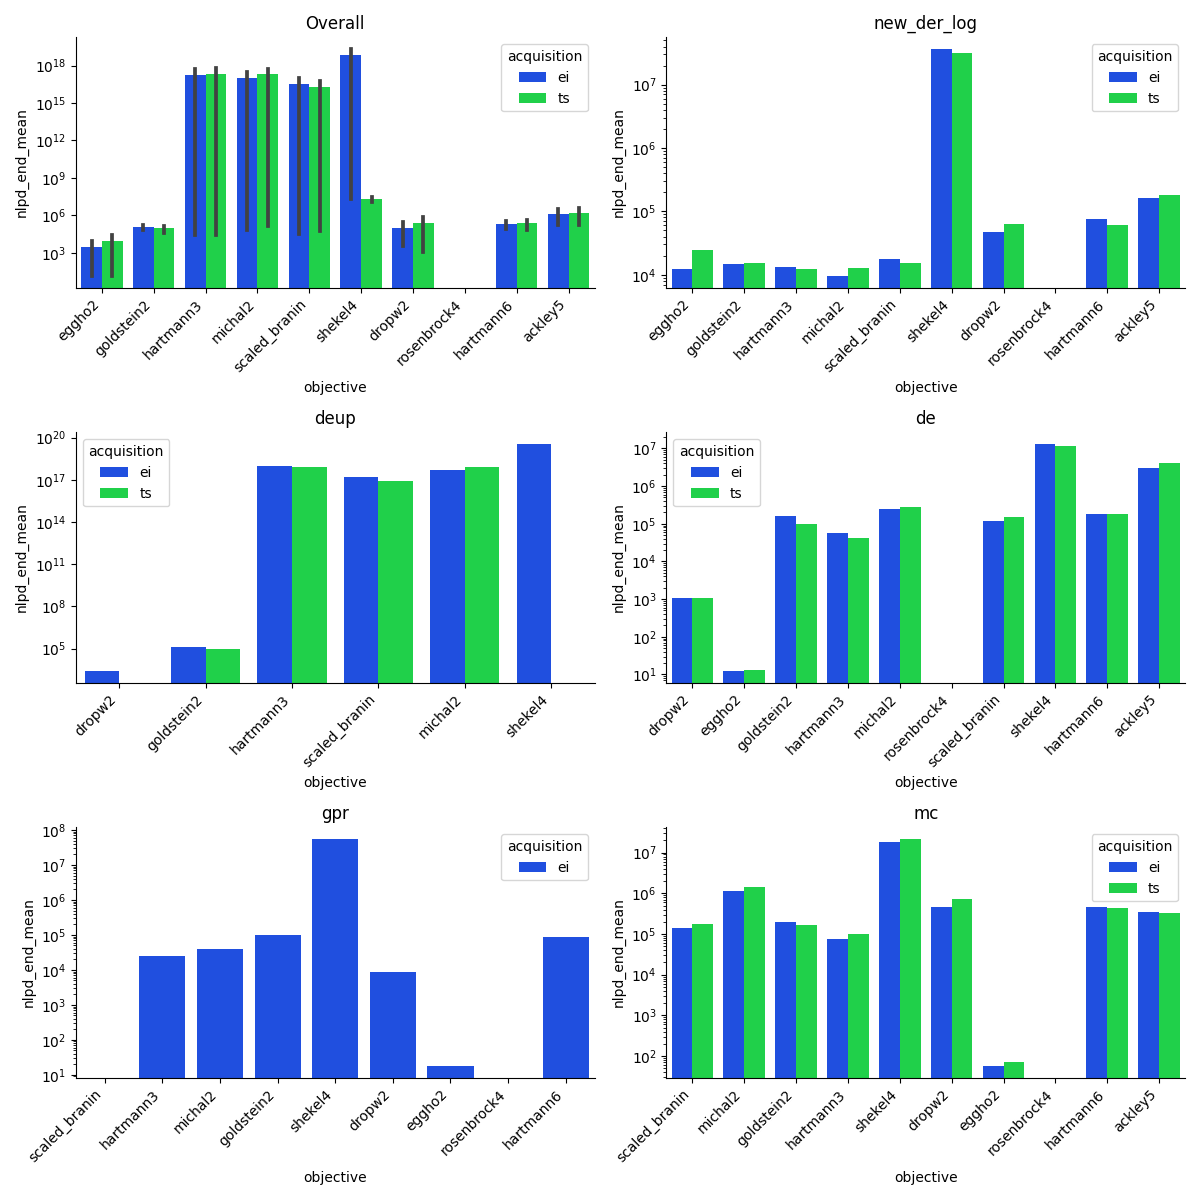 Overall
nlpd_end_mean
10^18
10^15
10^12
10^9
10^6
10^3
acquisition
ei
ts
eggho2
goldstein2
hartmann3
michal2
scaled_branin
shekel4
dropw2
rosenbrock4
hartmann6
ackley5
objective
new_der_log
nlpd_end_mean
10^7
10^6
10^5
10^4
acquisition
ei
ts
eggho2
goldstein2
hartmann3
michal2
scaled_branin
shekel4
dropw2
rosenbrock4
hartmann6
ackley5
objective
deup
nlpd_end_mean
10^20
10^17
10^14
10^11
10^8
10^5
acquisition
ei
ts
dropw2
goldstein2
hartmann3
scaled_branin
michal2
shekel4
objective
de
nlpd_end_mean
10^7
10^6
10^5
10^4
10^3
10^2
10^1
acquisition
ei
ts
dropw2
eggho2
goldstein2
hartmann3
michal2
rosenbrock4
scaled_branin
shekel4
hartmann6
ackley5
objective
gpr
nlpd_end_mean
10^8
10^7
10^6
10^5
10^4
10^3
10^2
10^1
acquisition
ei
scaled_branin
hartmann3
michal2
goldstein2
shekel4
dropw2
eggho2
rosenbrock4
hartmann6
objective
mc
nlpd_end_mean
10^7
10^6
10^5
10^4
10^3
10^2
acquisition
ei
ts
scaled_branin
michal2
goldstein2
hartmann3
shekel4
dropw2
eggho2
rosenbrock4
hartmann6
ackley5
objective